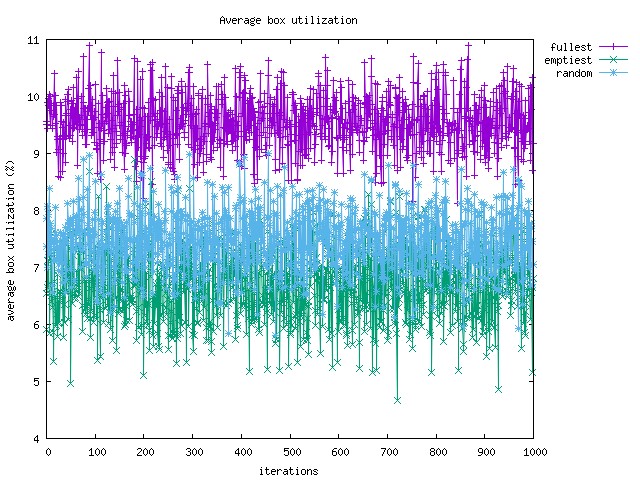 Average box utilization
fullest
emptiest
random
average box utilization (%)
11
10
9
8
7
6
5
4
0 100 200 300 400 500 600 700 800 900 1000
iterations